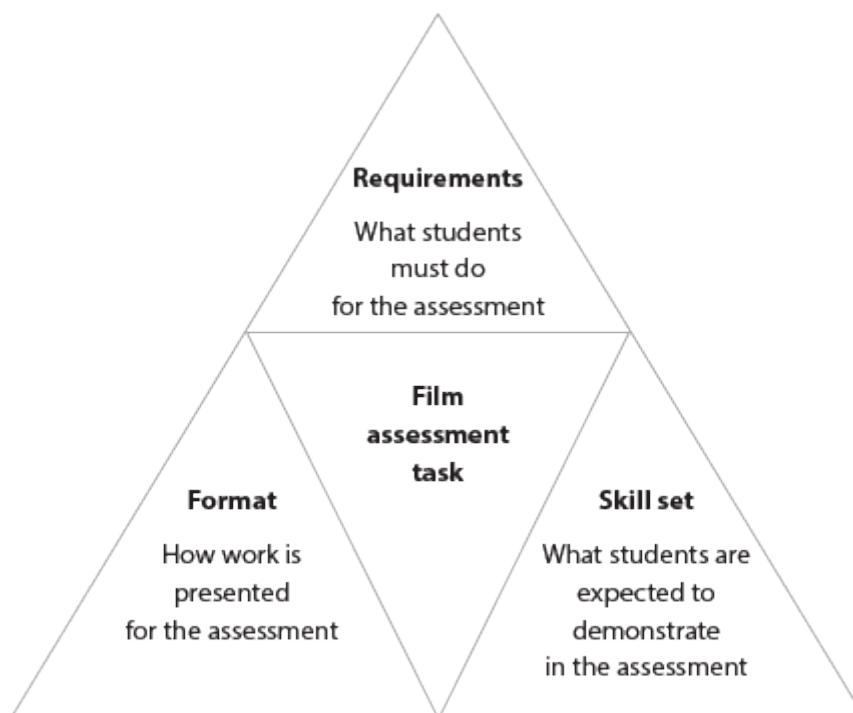 Requirements
What students
must do
for the assessment
Film
assessment
task
Format
How work is
presented
for the assessment
Skill set
What students are
expected to
demonstrate
in the assessment